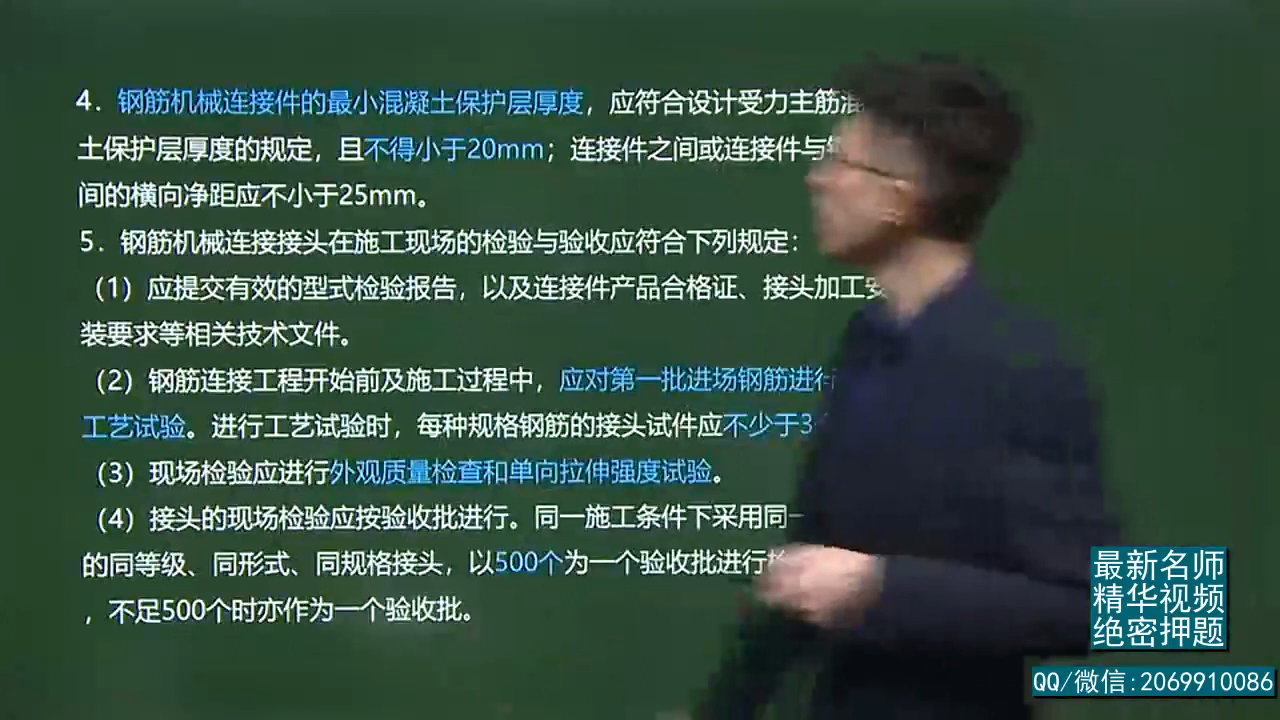 4．钢筋机械连接件的最小混凝土保护层厚度，应符合设计受力主筋混
土保护层厚度的规定，且不得小于20mm；连接件之间或连接件与
间的横向净距应不小于25mm。
5．钢筋机械连接接头在施工现场的检验与验收应符合下列规定：
（1）应提交有效的型式检验报告，以及连接件产品合格证、接头加工安
装要求等相关技术文件。
（2）钢筋连接工程开始前及施工过程中，应对第一批进场钢筋进行
工艺试验。进行工艺试验时，每种规格钢筋的接头试件应不少于3
（3）现场检验应进行外观质量检查和单向拉伸强度试验。
（4）接头的现场检验应按验收批进行。同一施工条件下采用同一
的同等级、同形式、同规格接头，以500个为一个验收批进行
，不足500个时亦作为一个验收批。
最新名师
精华视频
绝密押题
QQ/微信:2069910086